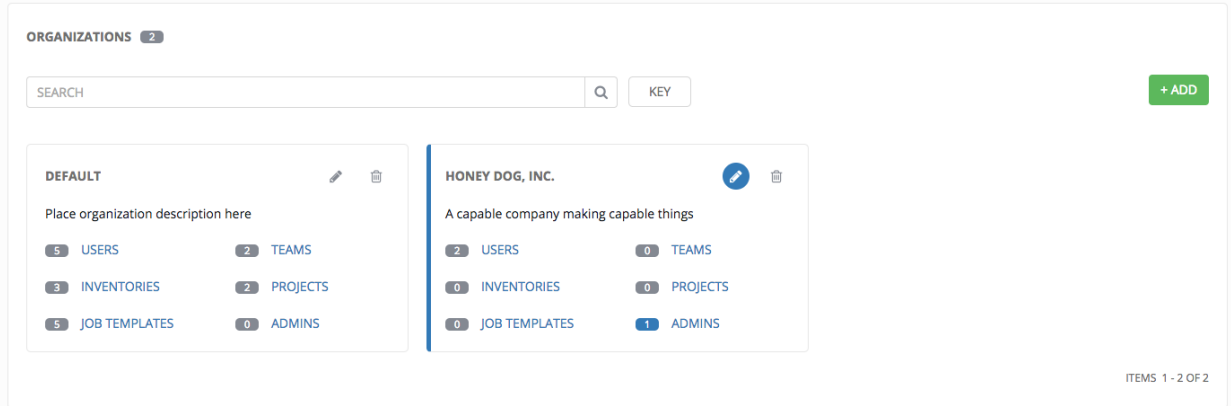 ORGANIZATIONS 2
SEARCH KEY + ADD
DEFAULT
Place organization description here
5 USERS 2 TEAMS
3 INVENTORIES 2 PROJECTS
5 JOB TEMPLATES 0 ADMINS
HONEY DOG, INC.
A capable company making capable things
2 USERS 0 TEAMS
0 INVENTORIES 0 PROJECTS
0 JOB TEMPLATES 1 ADMINS
ITEMS 1 - 2 OF 2